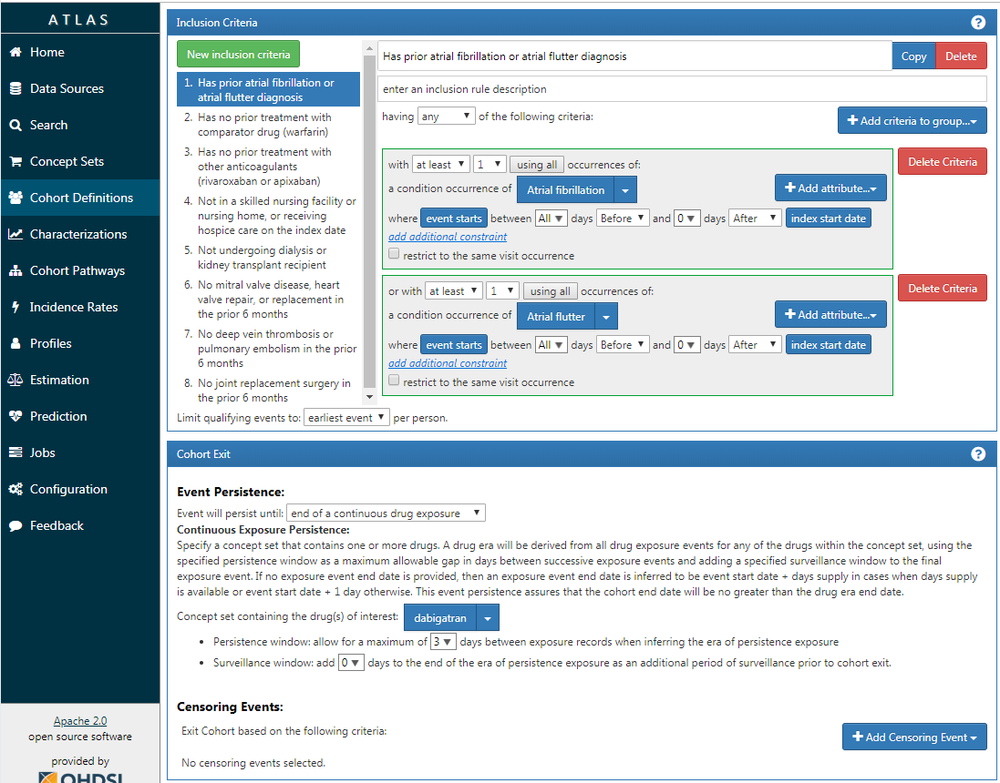 ATLAS
Home
Data Sources
Search
Concept Sets
Cohort Definitions
Characterizations
Cohort Pathways
Incidence Rates
Profiles
Estimation
Prediction
Jobs
Configuration
Feedback
Apache 2.0
open source software
provided by
OHDSI
Inclusion Criteria
?
New inclusion criteria
1. Has prior atrial fibrillation or
atrial flutter diagnosis
2. Has no prior treatment with
comparator drug (warfarin)
3. Has no prior treatment with
other anticoagulants
(rivaroxaban or apixaban)
4. Not in a skilled nursing facility or
nursing home, or receiving
hospice care on the index date
5. Not undergoing dialysis or
kidney transplant recipient
6. No mitral valve disease, heart
valve repair, or replacement in
the prior 6 months
7. No deep vein thrombosis or
pulmonary embolism in the prior
6 months
8. No joint replacement surgery in
the prior 6 months
Has prior atrial fibrillation or atrial flutter diagnosis Copy Delete
enter an inclusion rule description
having any of the following criteria: Add criteria to group...
with at least 1 using all occurrences of: Delete Criteria
a condition occurrence of Atrial fibrillation Add attribute...
where event starts between All days Before and 0 days After index start date
add additional constraint
restrict to the same visit occurrence
or with at least 1 using all occurrences of: Delete Criteria
a condition occurrence of Atrial flutter Add attribute...
where event starts between All days Before and 0 days After index start date
add additional constraint
restrict to the same visit occurrence
Limit qualifying events to: earliest event per person.
Cohort Exit
?
Event Persistence:
Event will persist until: end of a continuous drug exposure
Continuous Exposure Persistence:
Specify a concept set that contains one or more drugs. A drug era will be derived from all drug exposure events for any of the drugs within the concept set, using the
specified persistence window as a maximum allowable gap in days between successive exposure events and adding a specified surveillance window to the final
exposure event. If no exposure event end date is provided, then an exposure event end date is inferred to be event start date + days supply in cases when days supply
is available or event start date + 1 day otherwise. This event persistence assures that the cohort end date will be no greater than the drug era end date.
Concept set containing the drug(s) of interest: dabigatran
• Persistence window: allow for a maximum of 3 days between exposure records when inferring the era of persistence exposure
• Surveillance window: add 0 days to the end of the era of persistence exposure as an additional period of surveillance prior to cohort exit.
Censoring Events:
Exit Cohort based on the following criteria: Add Censoring Event
No censoring events selected.